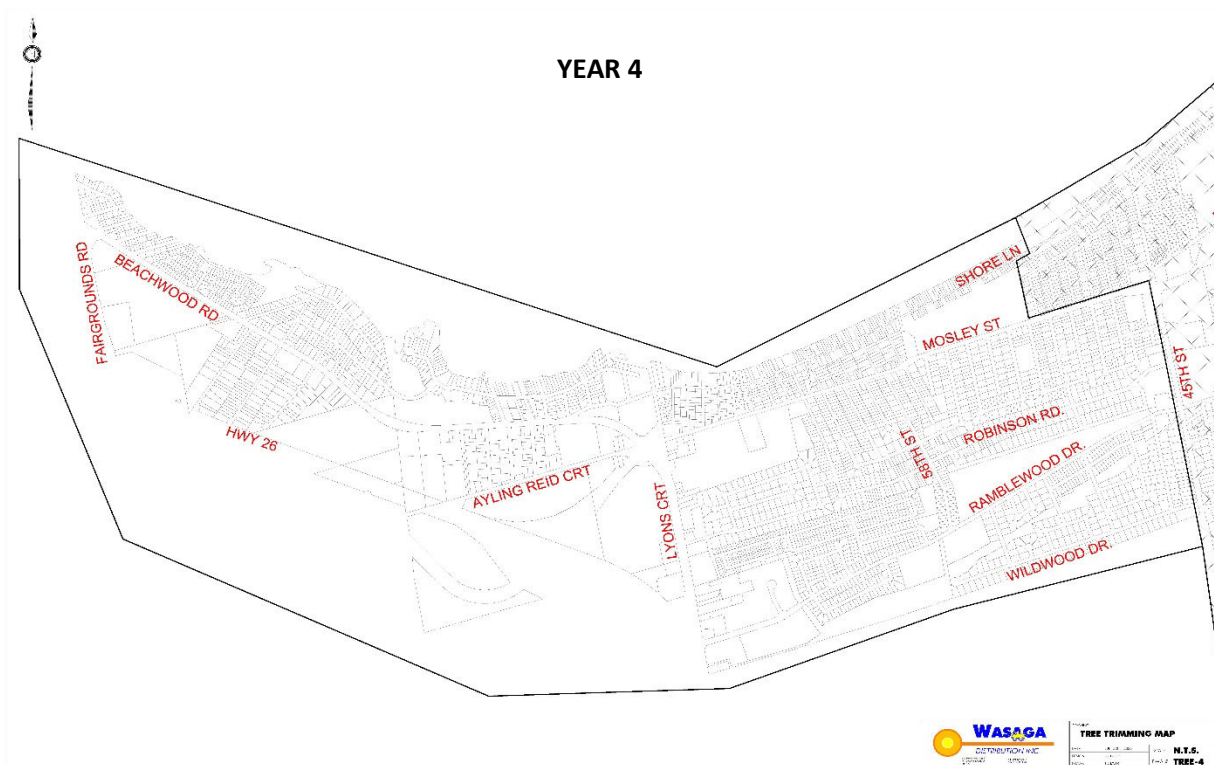 YEAR 4
SHORE LN
FAIRGROUNDS RD
BEACHWOOD RD
MOSLEY ST
45TH ST
HWY 26
58TH ST
ROBINSON RD.
AYLING REID CRT
RAMBLEWOOD DR.
LYONS CRT
WILDWOOD DR.
WASAGA
DISTRIBUTION INC
TREE TRIMMING MAP
N.T.S.
TREE-4